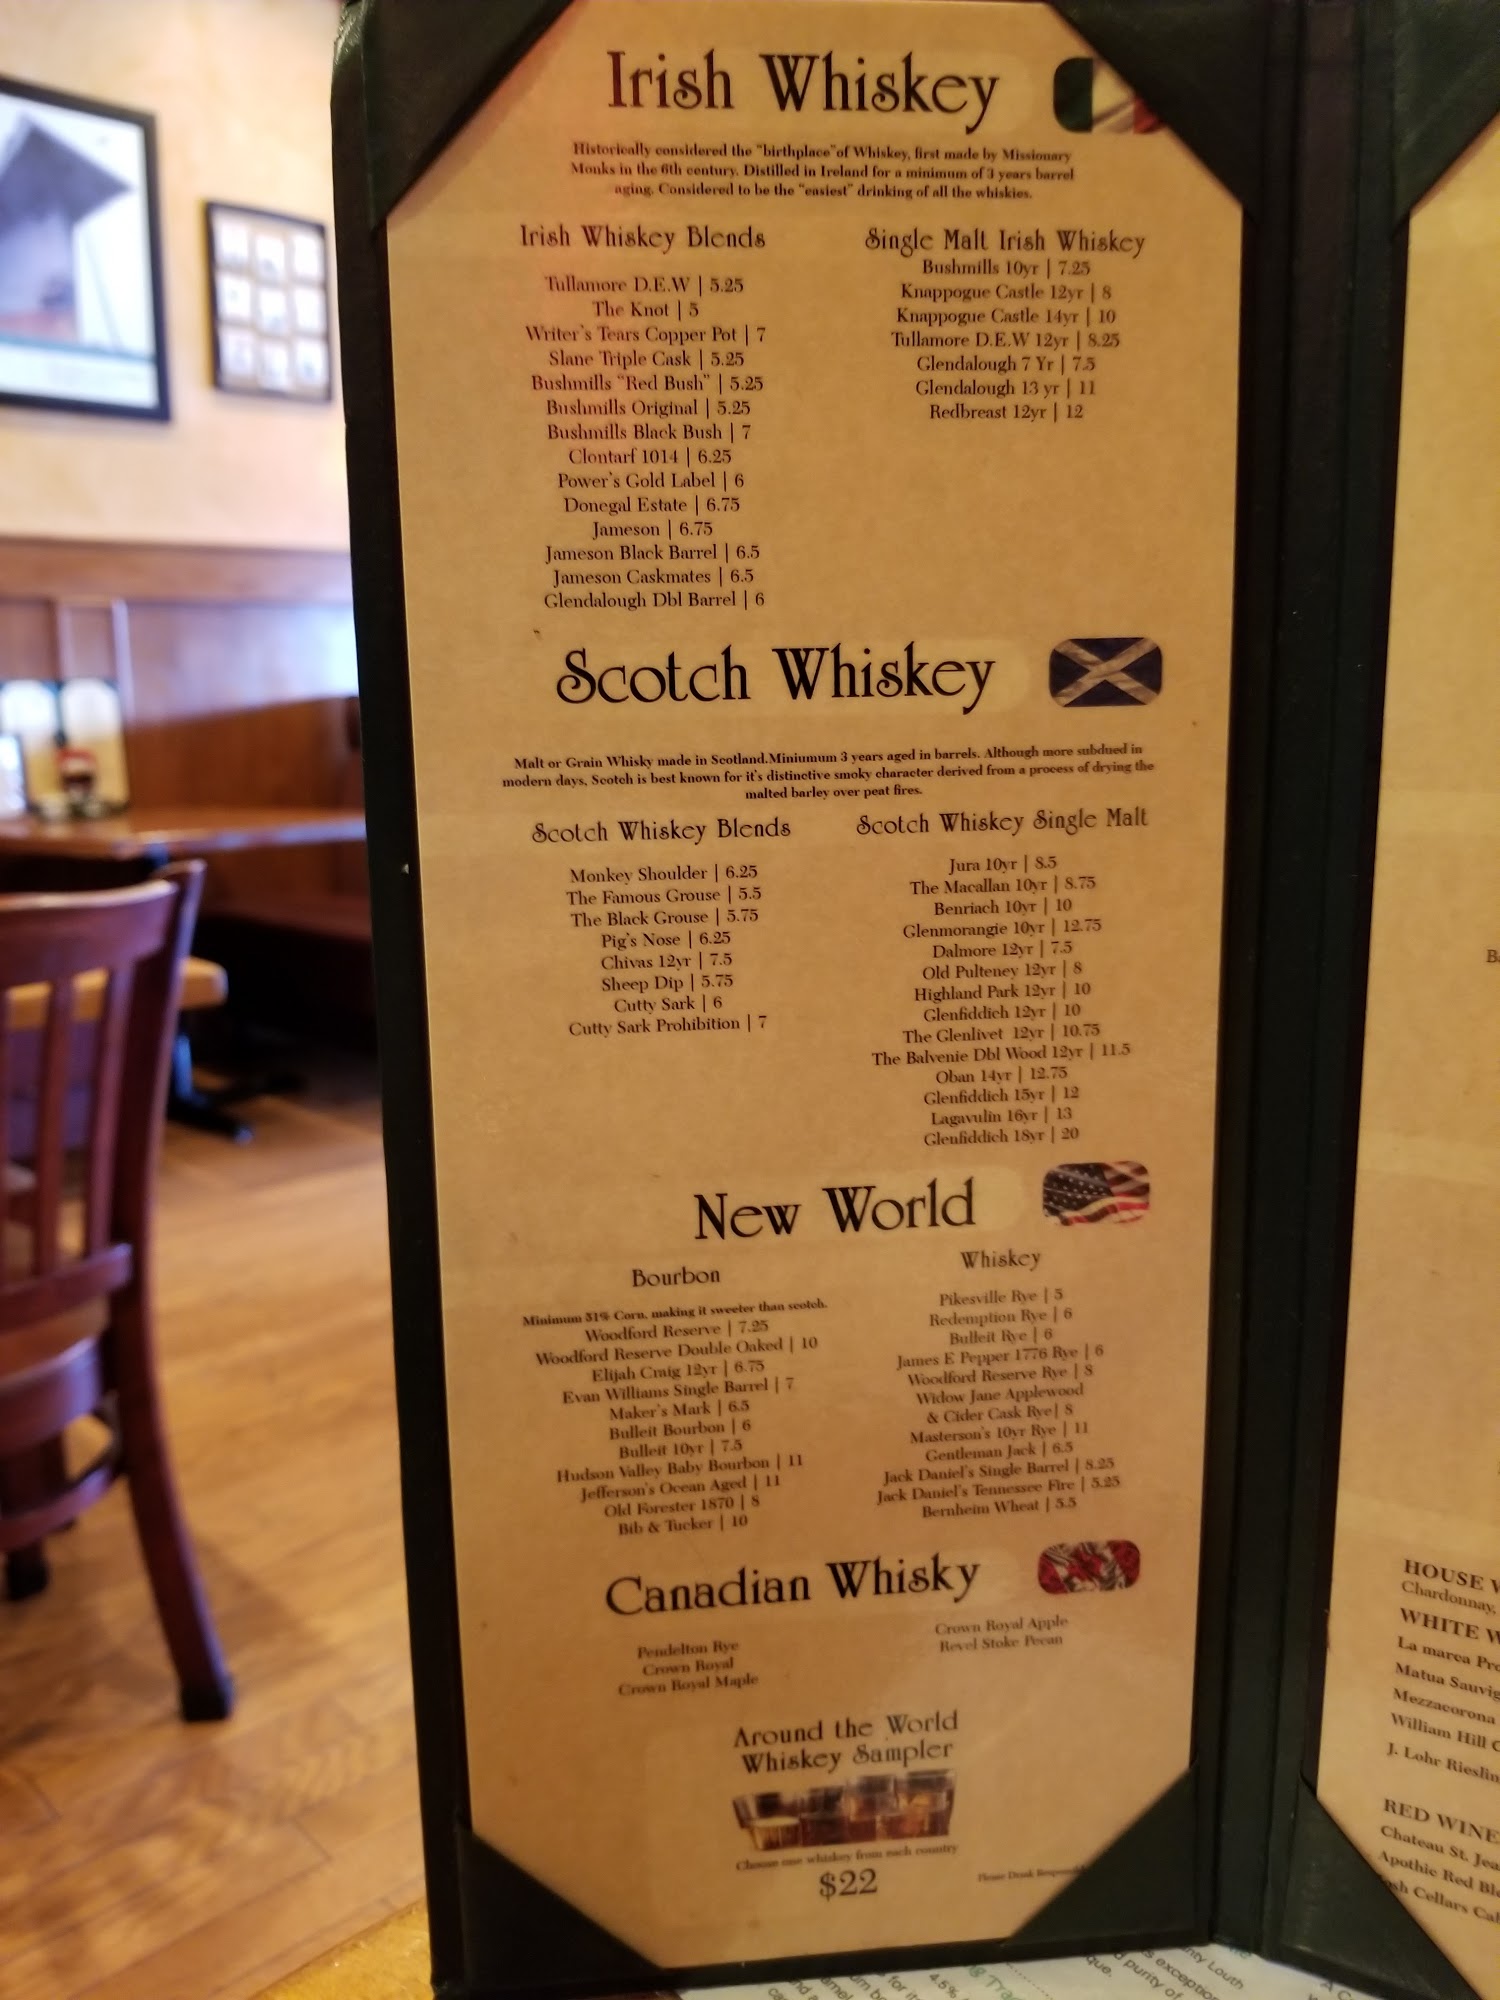 Irish Whiskey
Historically considered the "birthplace"of Whiskey, first made by Missionary
Monks in the 6th century. Distilled in Ireland for a minimum of 3 years barrel
aging. Considered to be the "easiest" drinking of all the whiskies.
Irish Whiskey Blends
Tullamore D.E.W | 5.25
The Knot | 5
Writer's Tears Copper Pot | 7
Slane Triple Cask | 5.25
Bushmills "Red Bush" | 5.25
Bushmills Original | 5.25
Bushmills Black Bush | 7
Clontarf 1014 | 6.25
Power's Gold Label | 6
Donegal Estate | 6.75
Jameson | 6.75
Jameson Black Barrel | 6.5
Jameson Caskmates | 6.5
Glendalough Dbl Barrel | 6
Single Malt Irish Whiskey
Bushmills 10yr | 7.25
Knappogue Castle 12yr | 8
Knappogue Castle 14yr | 10
Tullamore D.E.W 12yr | 8.25
Glendalough 7 Yr | 7.5
Glendalough 13 yr | 11
Redbreast 12yr | 12
Scotch Whiskey
Malt or Grain Whisky made in Scotland.Miniumum 3 years aged in barrels. Although more subdued in
modern days, Scotch is best known for it's distinctive smoky character derived from a process of drying the
malted barley over peat fires.
Scotch Whiskey Blends
Monkey Shoulder | 6.25
The Famous Grouse | 5.5
The Black Grouse | 5.75
Pig's Nose | 6.25
Chivas 12yr | 7.5
Sheep Dip | 5.75
Cutty Sark | 6
Cutty Sark Prohibition | 7
Scotch Whiskey Single Malt
Jura 10yr | 8.5
The Macallan 10yr | 8.75
Benriach 10yr | 10
Glenmorangie 10yr | 12.75
Dalmore 12yr | 7.5
Old Pulteney 12yr | 8
Highland Park 12yr | 10
Glenfiddich 12yr | 10
The Glenlivet 12yr | 10.75
The Balvenie Dbl Wood 12yr | 11.5
Oban 14yr | 12.75
Glenfiddich 15yr | 12
Lagavulin 16yr | 13
Glenfiddich 18yr | 20
New World
Bourbon
Minimum 51% Corn, making it sweeter than scotch.
Woodford Reserve | 7.25
Woodford Reserve Double Oaked | 10
Elijah Craig 12yr | 6.75
Evan Williams Single Barrel | 7
Maker's Mark | 6.5
Bulleit Bourbon | 6
Bulleit 10yr | 7.5
Hudson Valley Baby Bourbon | 11
Jefferson's Ocean Aged | 11
Old Forester 1870 | 8
Bib & Tucker | 10
Whiskey
Pikesville Rye | 5
Redemption Rye | 6
Bulleit Rye | 6
James E Pepper 1776 Rye | 6
Woodford Reserve Rye | 8
Widow Jane Applewood
& Cider Cask Rye| 8
Masterson's 10yr Rye | 11
Gentleman Jack | 6.5
Jack Daniel's Single Barrel | 8.25
Jack Daniel's Tennessee Fire | 5.25
Bernheim Wheat | 5.5
Canadian Whisky
Pendelton Rye
Crown Royal
Crown Royal Maple
Crown Royal Apple
Revel Stoke Pecan
Around the World
Whiskey Sampler
Choose one whiskey from each country
$22
Please Drink
HOUSE
Chardonnay,
WHITE
La marca
Matua
Mezzacorona
William Hill
J. Lohr
RED WINE
Chateau St.
Apothic Red
Cellars